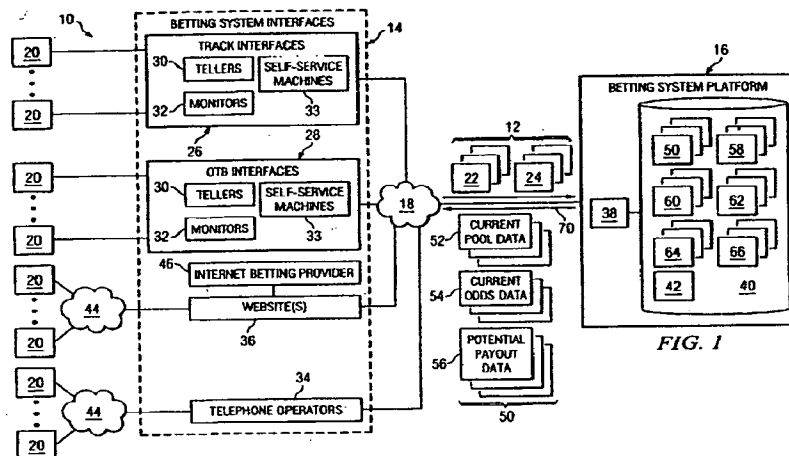 10
BETTING SYSTEM INTERFACES
14
20
20
TRACK INTERFACES
30
TELLERS
SELF-SERVICE
MACHINES
32
MONITORS
33
26
28
20
20
OTB INTERFACES
30
TELLERS
SELF-SERVICE
MACHINES
32
MONITORS
33
46
INTERNET BETTING PROVIDER
20
20
44
WEBSITE(S)
36
20
20
44
34
TELEPHONE OPERATORS
18
12
22
24
70
52
CURRENT
POOL DATA
54
CURRENT
ODDS DATA
56
POTENTIAL
PAYOUT
DATA
50
16
BETTING SYSTEM PLATFORM
38
50
58
60
62
64
66
42
40
FIG. 1